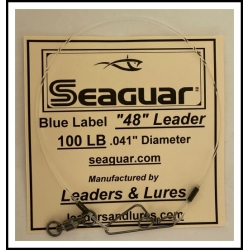 Seaguar
Blue Label "48" Leader
100 LB .041" Diameter
seaguar.com
Manufactured by
Leaders & Lures
leadersandlures.com